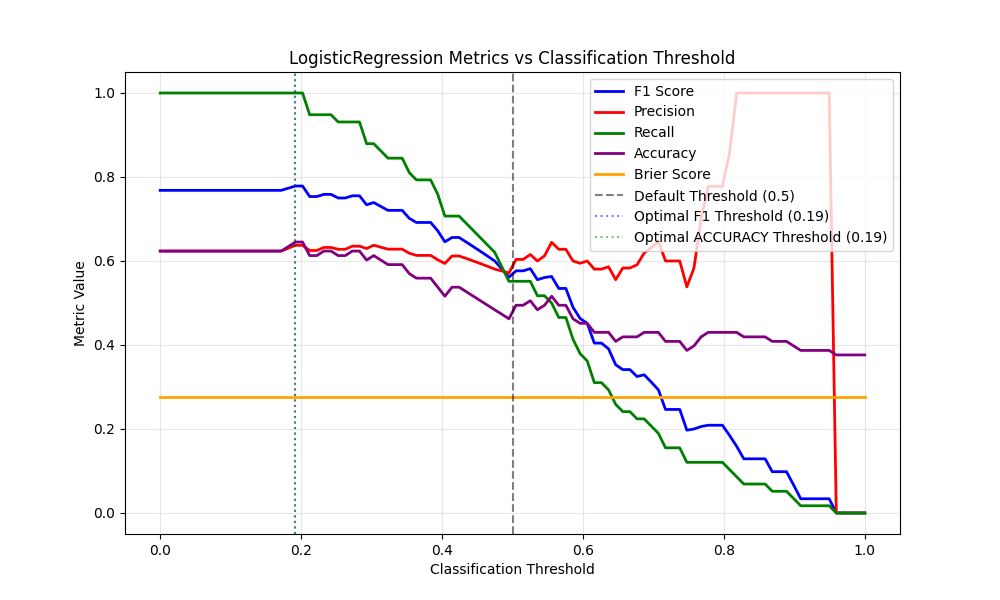 LogisticRegression Metrics vs Classification Threshold
Metric Value
1.0
0.8
0.6
0.4
0.2
0.0
F1 Score
Precision
Recall
Accuracy
Brier Score
Default Threshold (0.5)
Optimal F1 Threshold (0.19)
Optimal ACCURACY Threshold (0.19)
0.0 0.2 0.4 0.6 0.8 1.0
Classification Threshold